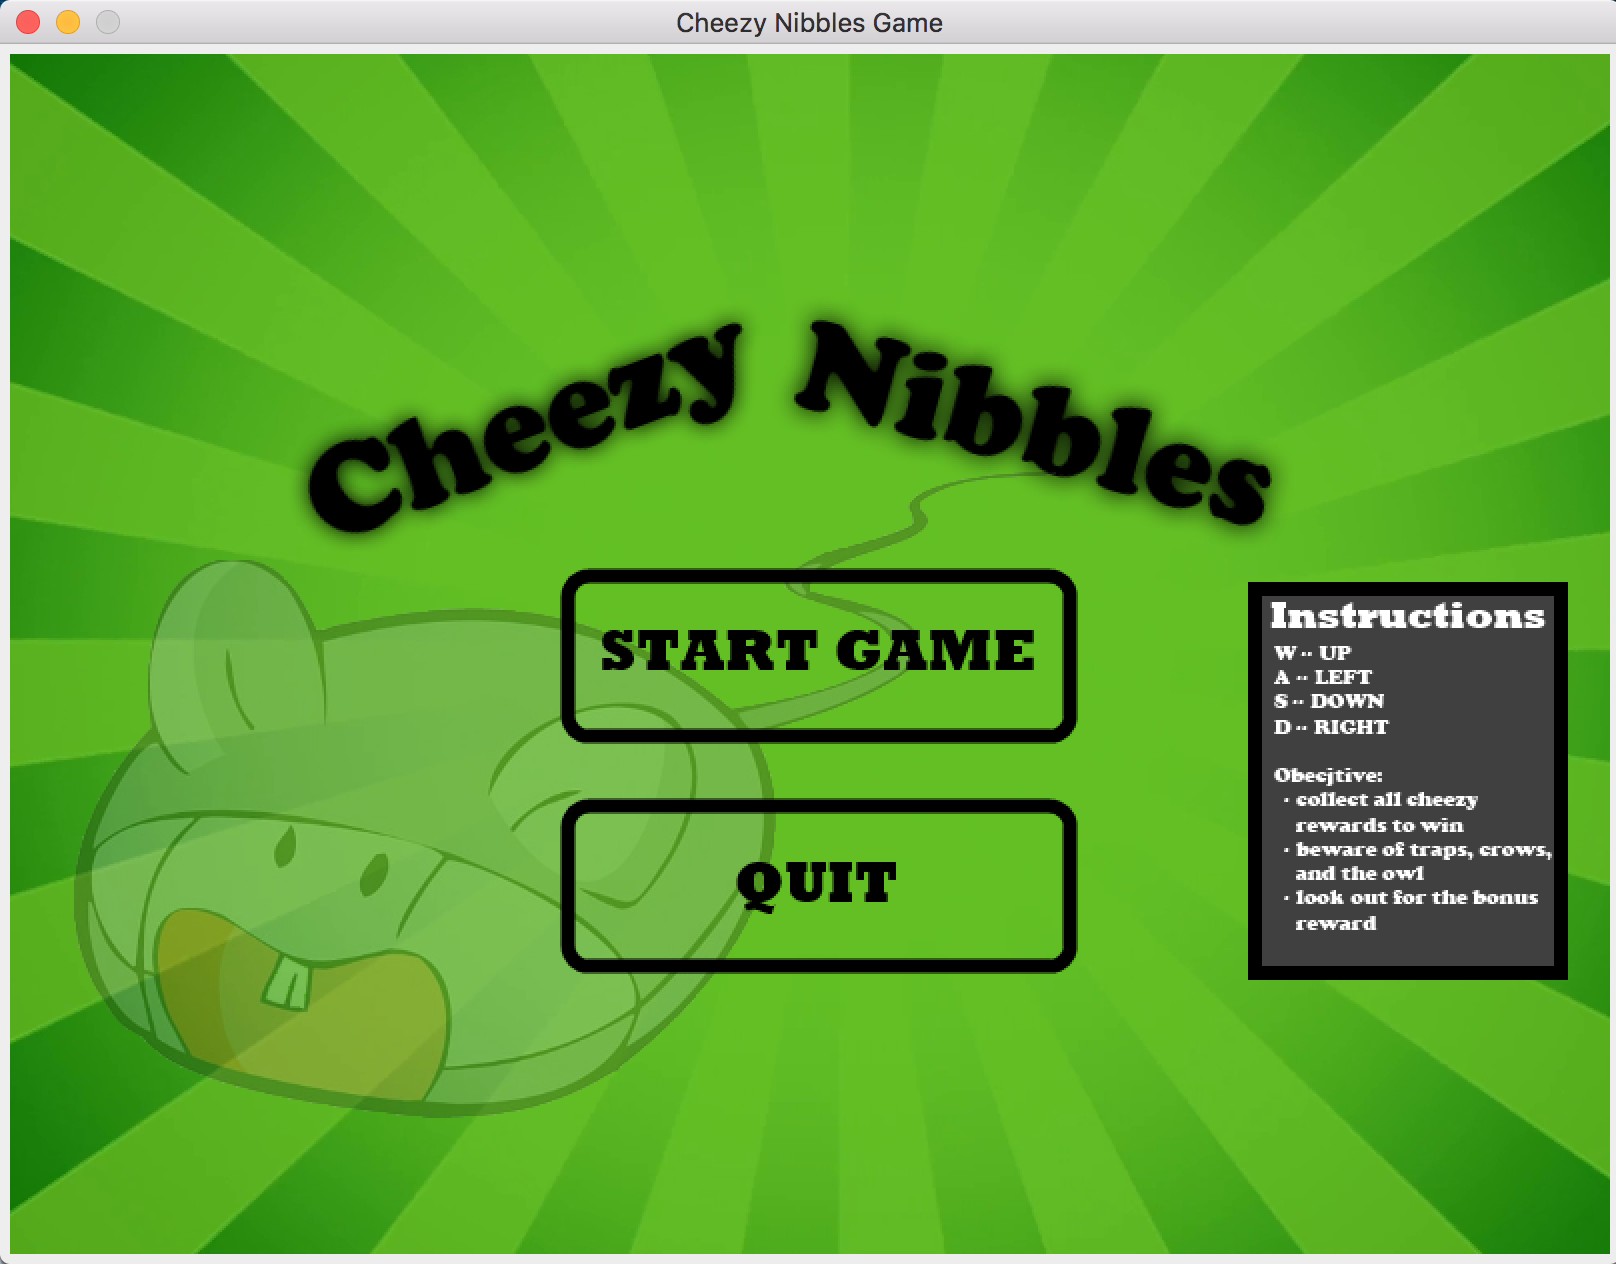 Cheezy Nibbles Game
Cheezy Nibbles
START GAME
QUIT
Instructions
W -- UP
A -- LEFT
S -- DOWN
D -- RIGHT
Obecjtive:
- collect all cheezy
rewards to win
- beware of traps, crows,
and the owl
- look out for the bonus
reward